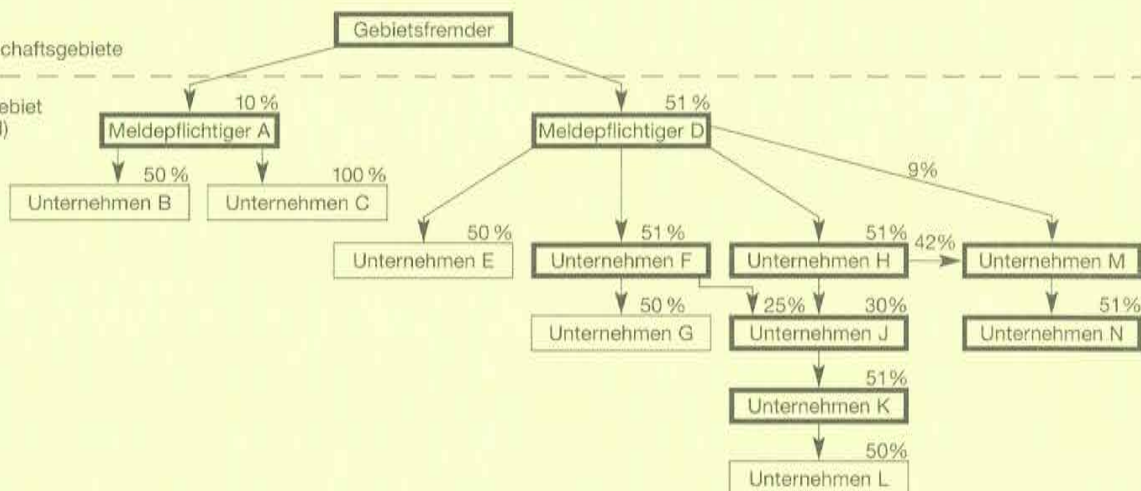 Gebietsfremder
chaftsgebiete
ebiet
10 %
51 %
Meldepflichtiger A
Meldepflichtiger D
50 %
100 %
9%
Unternehmen B
Unternehmen C
50 %
51 %
51%
42%
Unternehmen E
Unternehmen F
Unternehmen H
Unternehmen M
50 %
25%
30%
51%
Unternehmen G
Unternehmen J
Unternehmen N
51%
Unternehmen K
50%
Unternehmen L